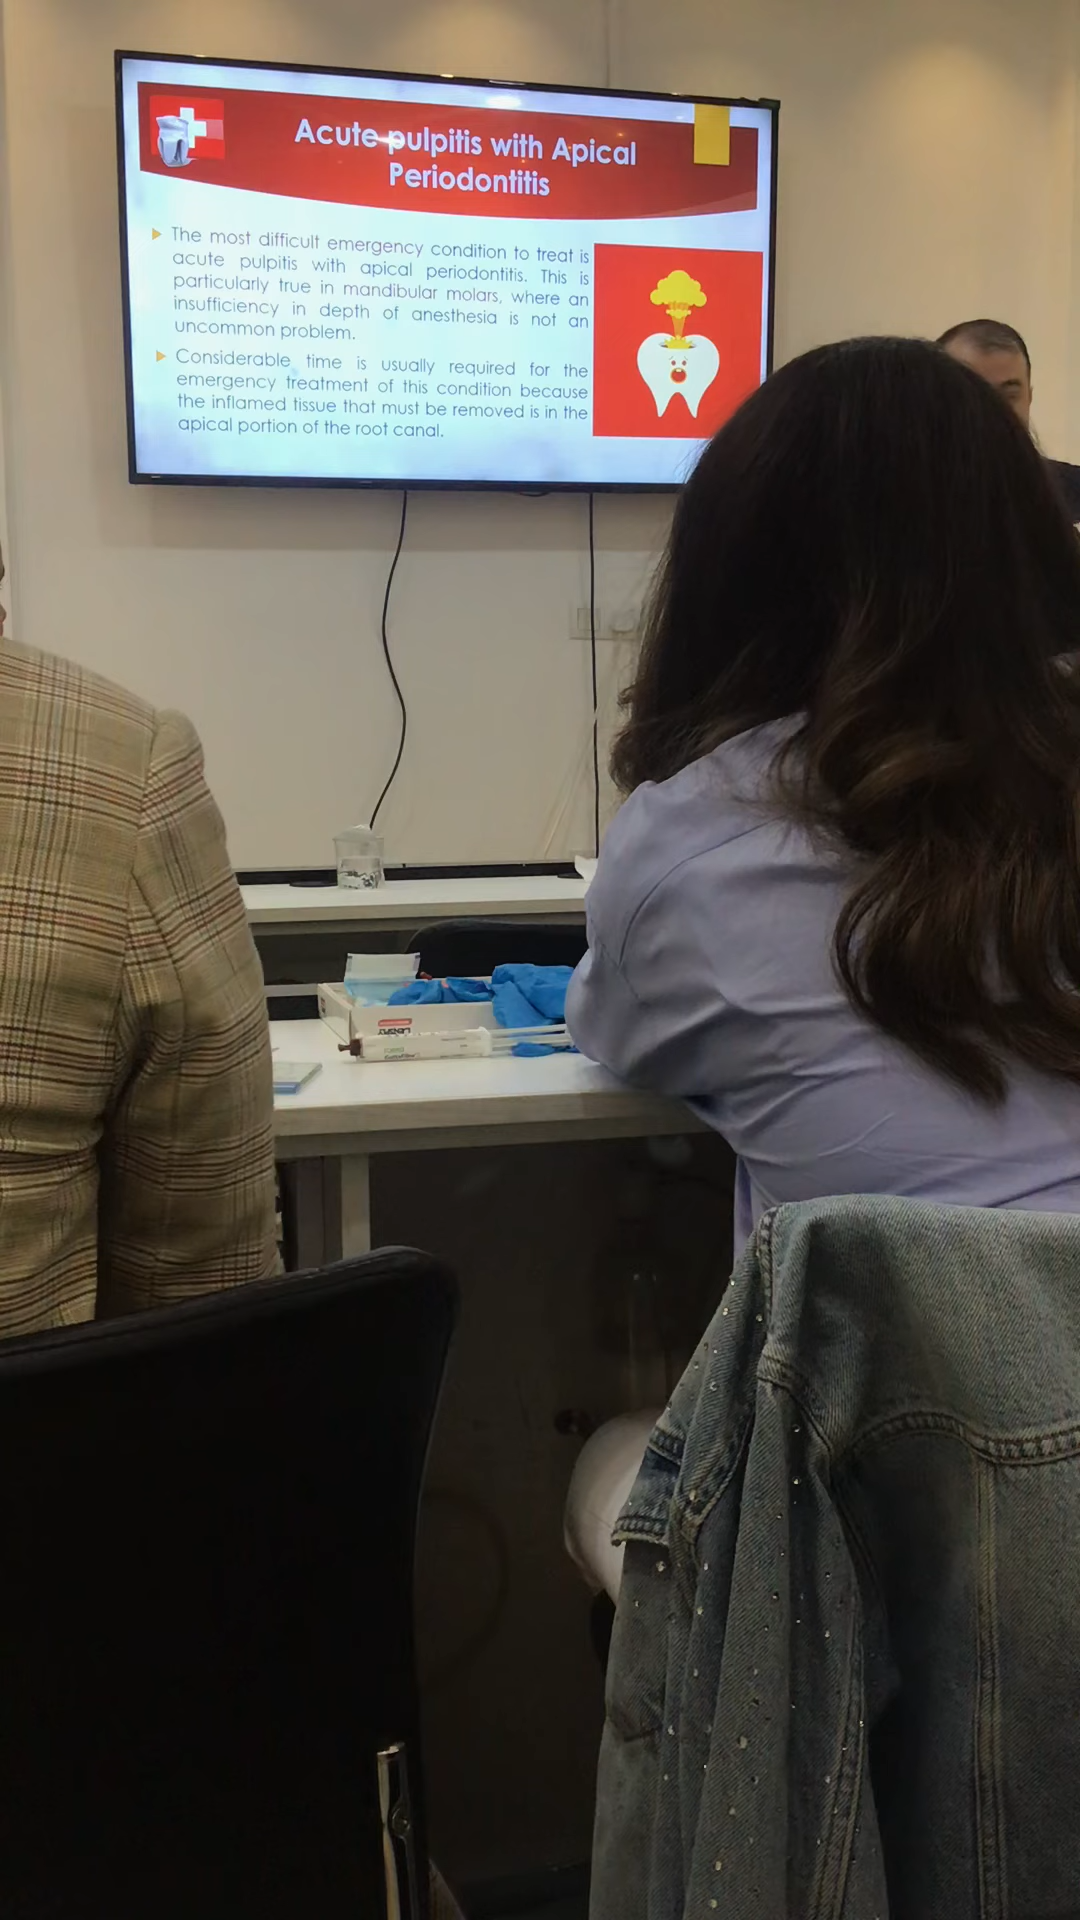 Acute pulpitis with Apical
Periodontitis
The most difficult emergency condition to treat is
acute pulpitis with apical periodontitis. This is
particularly true in mandibular molars, where an
insufficiency in depth of anesthesia is not an
uncommon problem.
Considerable time is usually required for the
emergency treatment of this condition because
the inflamed tissue that must be removed is in the
apical portion of the root canal.